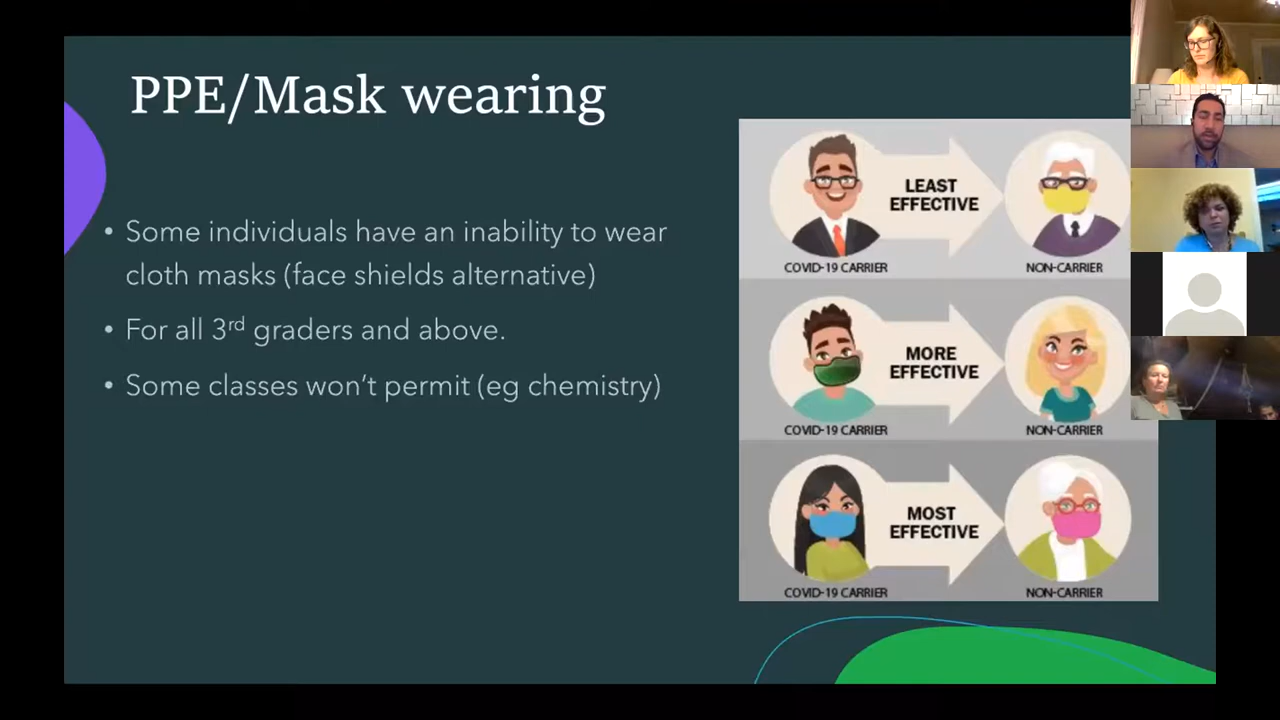 PPE/Mask wearing
• Some individuals have an inability to wear
cloth masks (face shields alternative)
• For all 3rd graders and above.
• Some classes won't permit (eg chemistry)
LEAST
EFFECTIVE
COVID-19 CARRIER
NON-CARRIER
MORE
EFFECTIVE
COVID-19 CARRIER
NON-CARRIER
MOST
EFFECTIVE
COVID-19 CARRIER
NON-CARRIER